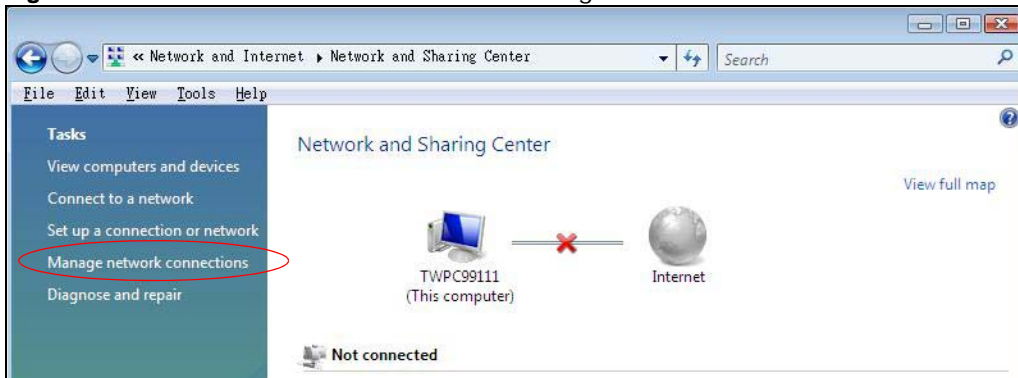 « Network and Internet ▸ Network and Sharing Center
Search
File Edit View Tools Help
Tasks
View computers and devices
Connect to a network
Set up a connection or network
Manage network connections
Diagnose and repair
Network and Sharing Center
View full map
TWPC99111
(This computer)
Internet
Not connected